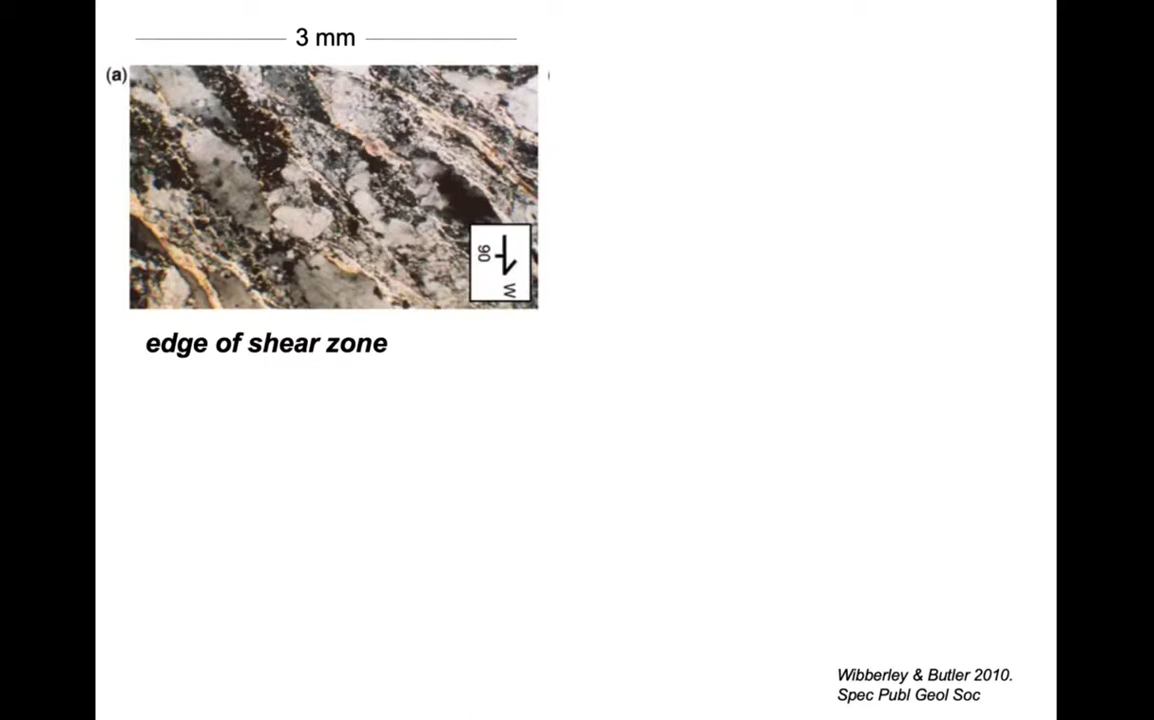 3 mm
(a)
90
W
edge of shear zone
Wibberley & Butler 2010.
Spec Publ Geol Soc